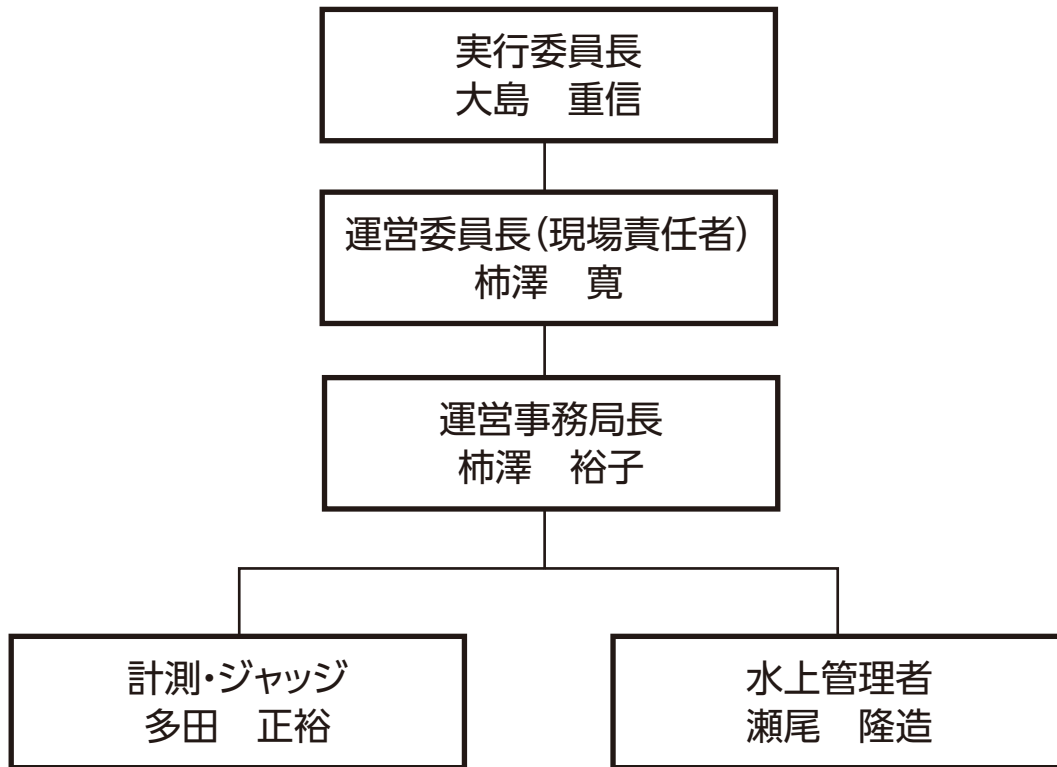 実行委員長
大島　重信
運営委員長（現場責任者）
柿澤　寛
運営事務局長
柿澤　裕子
計測・ジャッジ
多田　正裕
水上管理者
瀬尾　隆造